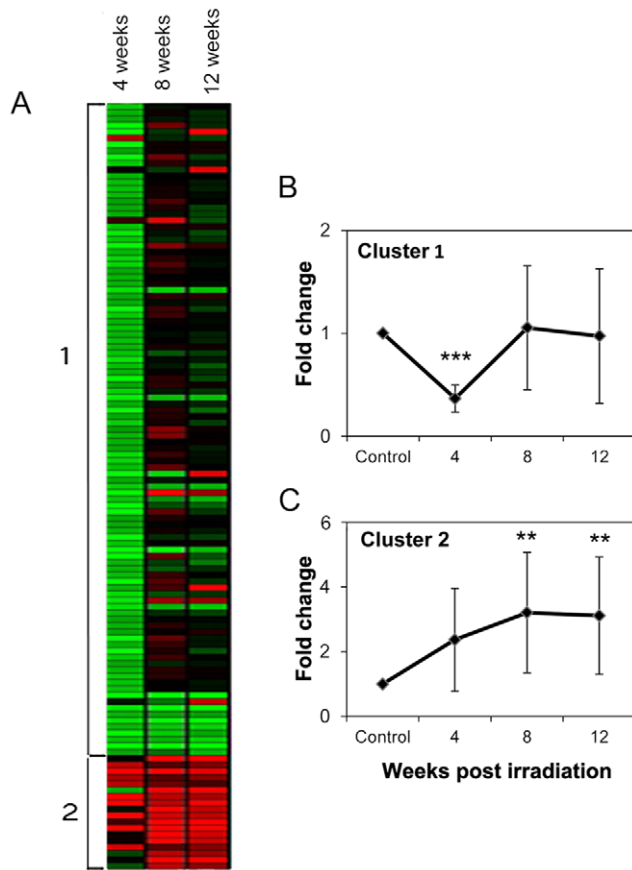 4 weeks
8 weeks
12 weeks
A
1
2
B
Cluster 1
Fold change
2
1
0
***
Control 4 8 12
C
Cluster 2
Fold change
6
4
2
0
** **
Control 4 8 12
Weeks post irradiation